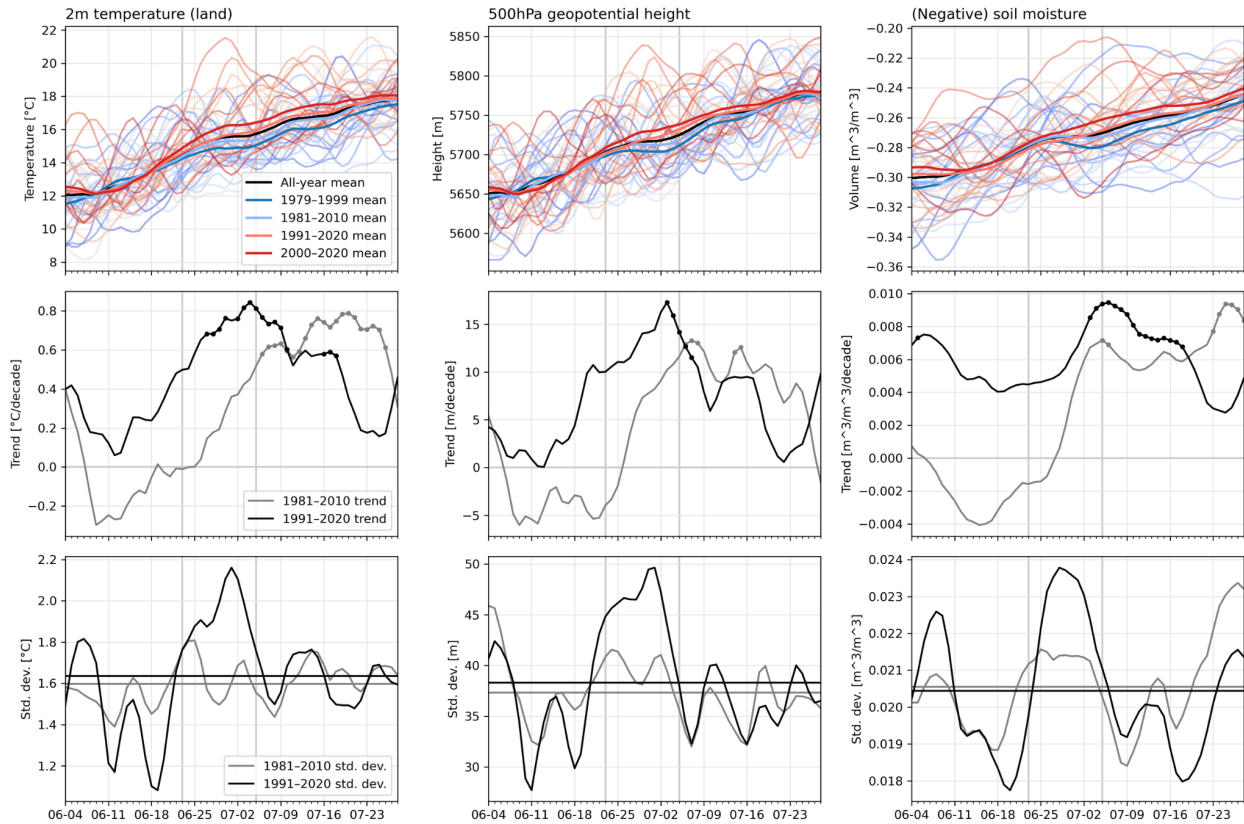 2m temperature (land)
500hPa geopotential height
(Negative) soil moisture
Temperature [°C]
22
20
18
16
14
12
10
8
All-year mean
1979–1999 mean
1981–2010 mean
1991–2020 mean
2000–2020 mean
Height [m]
5850
5800
5750
5700
5650
5600
Volume [m^3/m^3]
−0.20
−0.22
−0.24
−0.26
−0.28
−0.30
−0.32
−0.34
−0.36
Trend [°C/decade]
0.8
0.6
0.4
0.2
0.0
−0.2
1981–2010 trend
1991–2020 trend
Trend [m/decade]
15
10
5
0
−5
Trend [m^3/m^3/decade]
0.010
0.008
0.006
0.004
0.002
0.000
−0.002
−0.004
Std. dev. [°C]
2.2
2.0
1.8
1.6
1.4
1.2
1.0
1981–2010 std. dev.
1991–2020 std. dev.
06-04 06-11 06-18 06-25 07-02 07-09 07-16 07-23
Std. dev. [m]
50
45
40
35
30
25
06-04 06-11 06-18 06-25 07-02 07-09 07-16 07-23
Std. dev. [m^3/m^3]
0.024
0.023
0.022
0.021
0.020
0.019
0.018
06-04 06-11 06-18 06-25 07-02 07-09 07-16 07-23